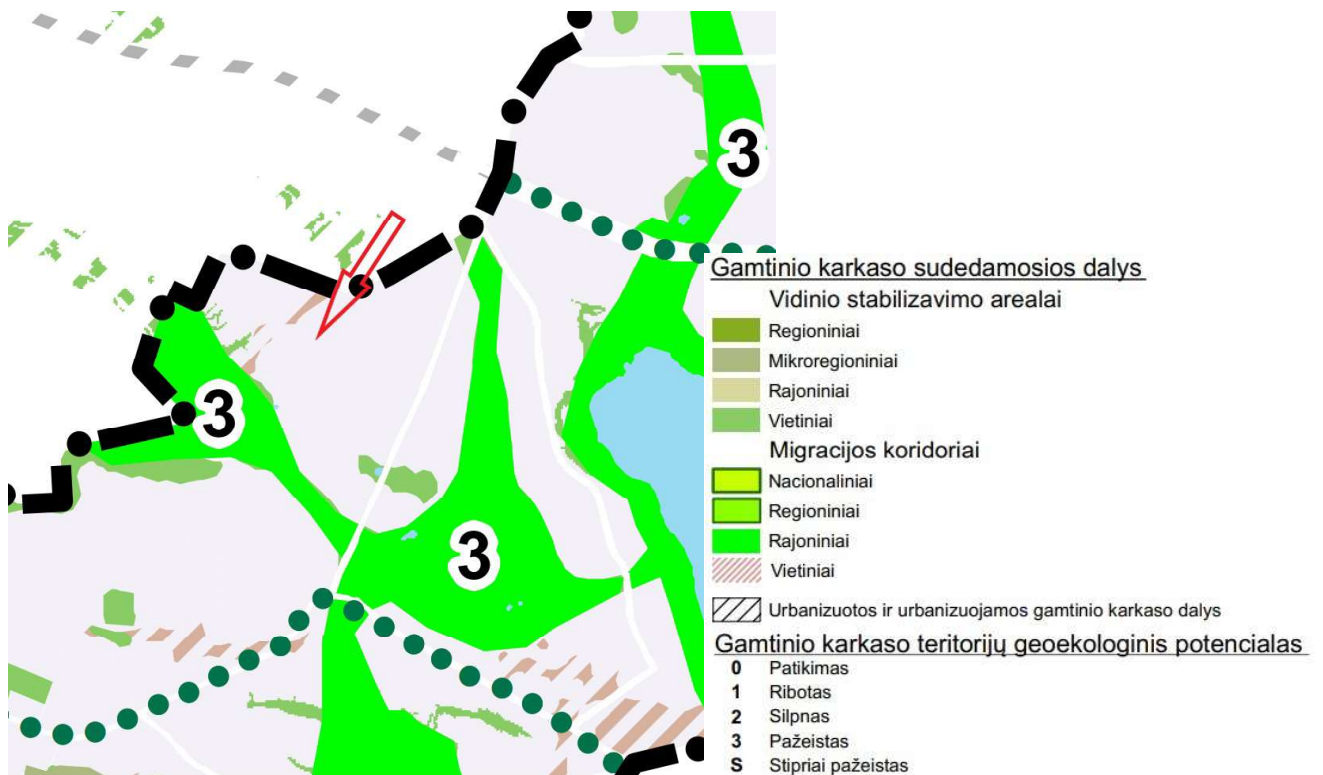 3
3
3
Gamtinio karkaso sudedamosios dalys
Vidinio stabilizavimo arealai
Regioniniai
Mikroregioniniai
Rajoniniai
Vietiniai
Migracijos koridoriai
Nacionaliniai
Regioniniai
Rajoniniai
Vietiniai
Urbanizuotos ir urbanizuojamos gamtinio karkaso dalys
Gamtinio karkaso teritorijų geoekologinis potencialas
0 Patikimas
1 Ribotas
2 Silpnas
3 Pažeistas
S Stipriai pažeistas